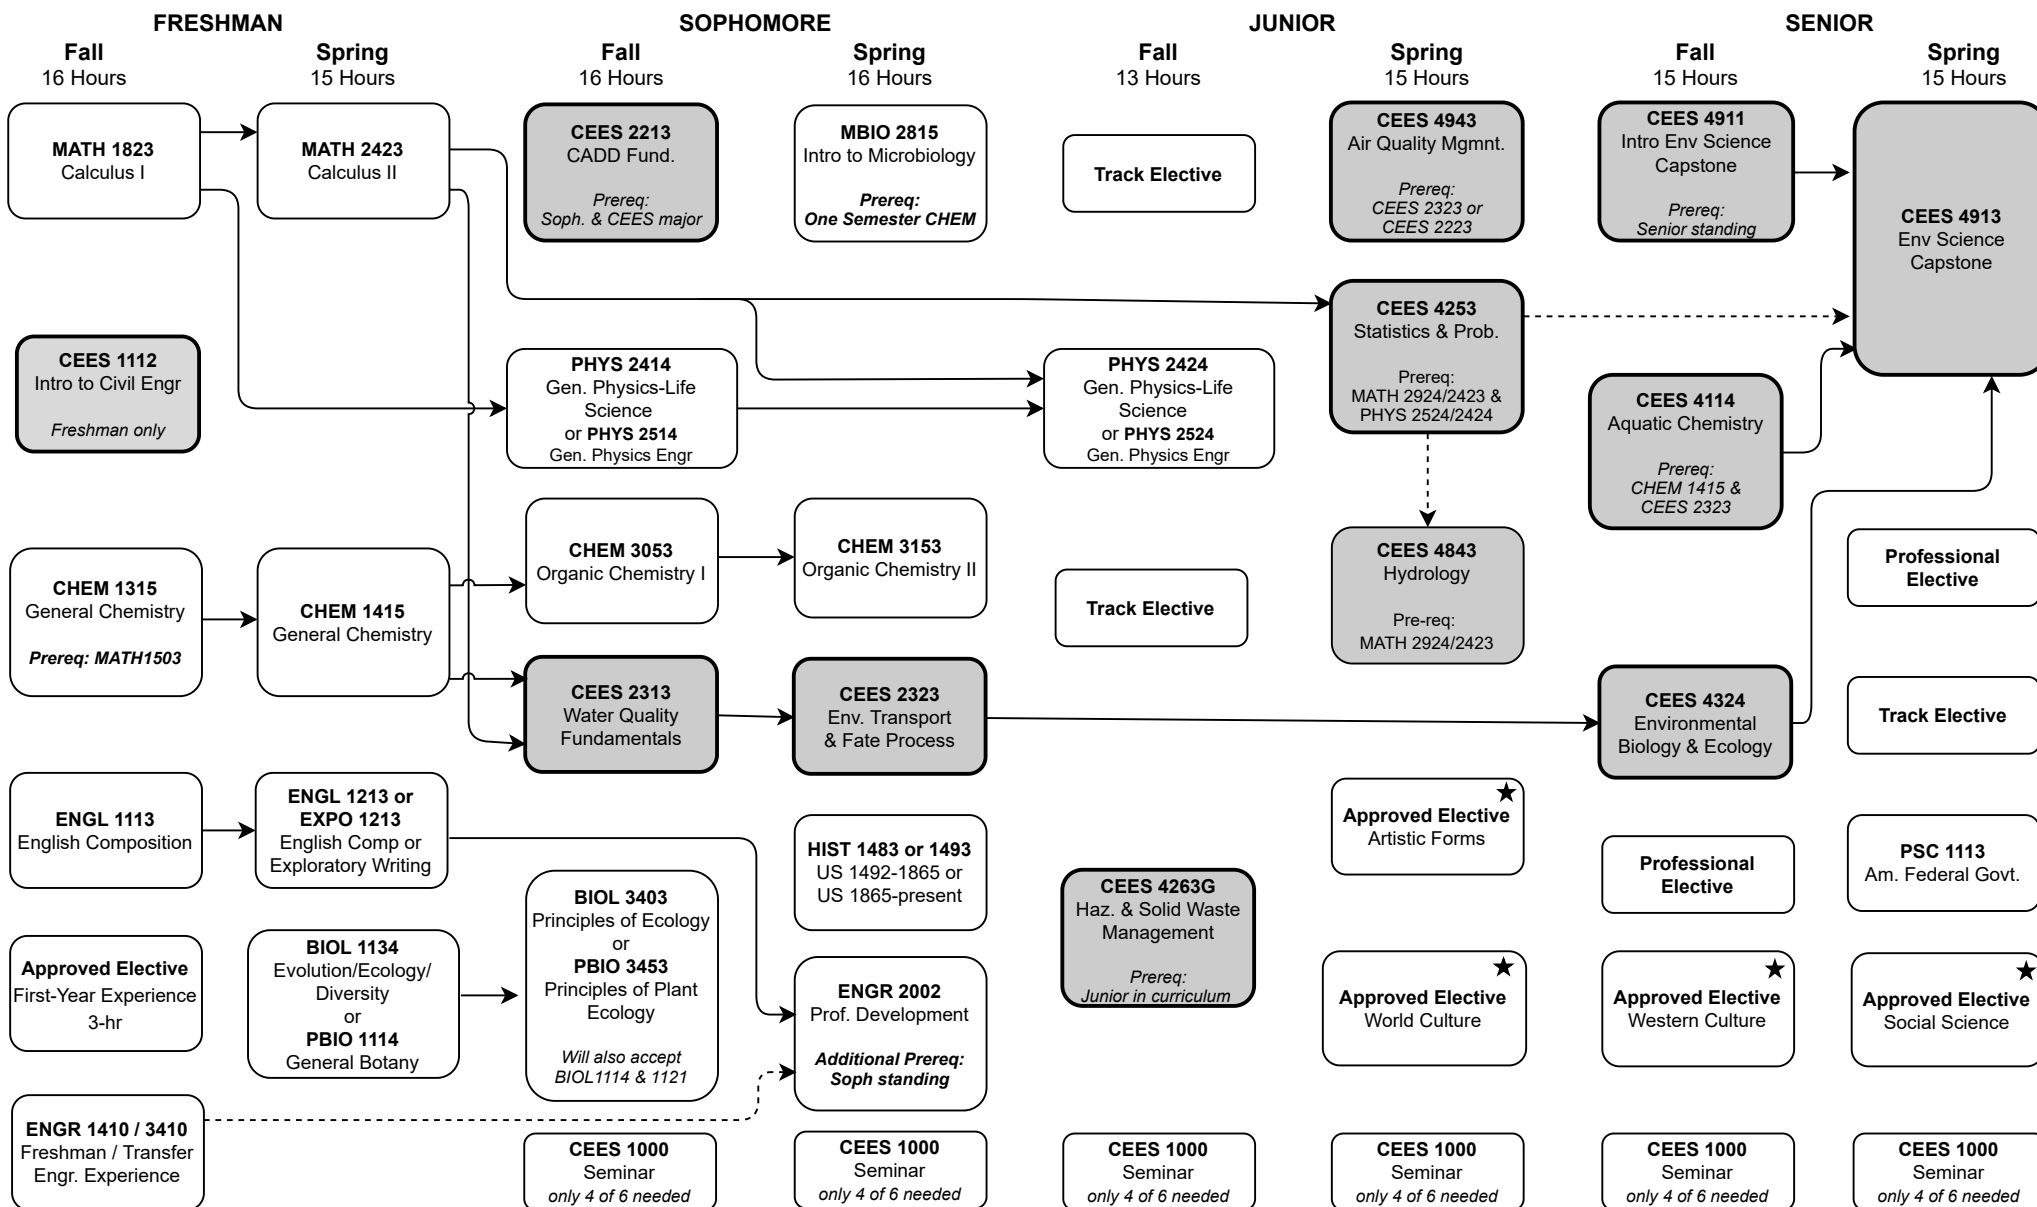 FRESHMAN
SOPHOMORE
JUNIOR
SENIOR
Fall
16 Hours
Spring
15 Hours
Fall
16 Hours
Spring
16 Hours
Fall
13 Hours
Spring
15 Hours
Fall
15 Hours
Spring
15 Hours
MATH 1823
Calculus I
CEES 1112
Intro to Civil Engr
Freshman only
CHEM 1315
General Chemistry
Prereq: MATH1503
ENGL 1113
English Composition
Approved Elective
First-Year Experience
3-hr
ENGR 1410 / 3410
Freshman / Transfer
Engr. Experience
MATH 2423
Calculus II
CHEM 1415
General Chemistry
ENGL 1213 or
EXPO 1213
English Comp or
Exploratory Writing
BIOL 1134
Evolution/Ecology/
Diversity
or
PBIO 1114
General Botany
CEES 2213
CADD Fund.
Prereq:
Soph. & CEES major
PHYS 2414
Gen. Physics-Life
Science
or PHYS 2514
Gen. Physics Engr
CHEM 3053
Organic Chemistry I
CEES 2313
Water Quality
Fundamentals
BIOL 3403
Principles of Ecology
or
PBIO 3453
Principles of Plant
Ecology
Will also accept
BIOL1114 & 1121
CEES 1000
Seminar
only 4 of 6 needed
MBIO 2815
Intro to Microbiology
Prereq:
One Semester CHEM
CHEM 3153
Organic Chemistry II
CEES 2323
Env. Transport
& Fate Process
HIST 1483 or 1493
US 1492-1865 or
US 1865-present
ENGR 2002
Prof. Development
Additional Prereq:
Soph standing
CEES 1000
Seminar
only 4 of 6 needed
Track Elective
PHYS 2424
Gen. Physics-Life
Science
or PHYS 2524
Gen. Physics Engr
Track Elective
CEES 4263G
Haz. & Solid Waste
Management
Prereq:
Junior in curriculum
CEES 1000
Seminar
only 4 of 6 needed
CEES 4943
Air Quality Mgmnt.
Prereq:
CEES 2323 or
CEES 2223
CEES 4253
Statistics & Prob.
Prereq:
MATH 2924/2423 &
PHYS 2524/2424
CEES 4843
Hydrology
Pre-req:
MATH 2924/2423
Approved Elective
Artistic Forms
Approved Elective
World Culture
CEES 1000
Seminar
only 4 of 6 needed
CEES 4911
Intro Env Science
Capstone
Prereq:
Senior standing
CEES 4114
Aquatic Chemistry
Prereq:
CHEM 1415 &
CEES 2323
CEES 4324
Environmental
Biology & Ecology
Professional
Elective
Approved Elective
Western Culture
CEES 1000
Seminar
only 4 of 6 needed
CEES 4913
Env Science
Capstone
Professional
Elective
Track Elective
PSC 1113
Am. Federal Govt.
Approved Elective
Social Science
CEES 1000
Seminar
only 4 of 6 needed